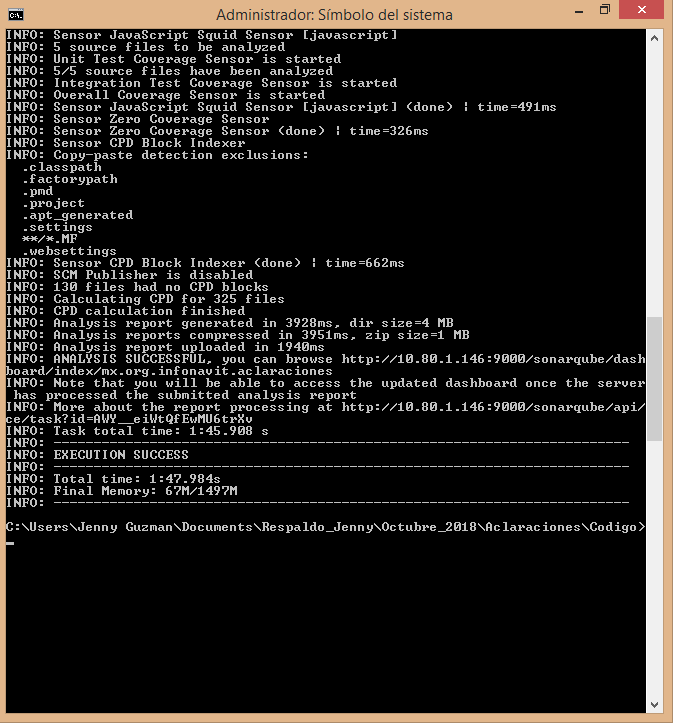 Administrador: Símbolo del sistema
INFO: Sensor JavaScript Squid Sensor [javascript]
INFO: 5 source files to be analyzed
INFO: Unit Test Coverage Sensor is started
INFO: 5/5 source files have been analyzed
INFO: Integration Test Coverage Sensor is started
INFO: Overall Coverage Sensor is started
INFO: Sensor JavaScript Squid Sensor [javascript] (done) | time=491ms
INFO: Sensor Zero Coverage Sensor
INFO: Sensor Zero Coverage Sensor (done) | time=326ms
INFO: Sensor CPD Block Indexer
INFO: Copy-paste detection exclusions:
  .classpath
  .factorypath
  .pmd
  .project
  .apt_generated
  .settings
  **/*.MF
  .websettings
INFO: Sensor CPD Block Indexer (done) | time=662ms
INFO: SCM Publisher is disabled
INFO: 130 files had no CPD blocks
INFO: Calculating CPD for 325 files
INFO: CPD calculation finished
INFO: Analysis report generated in 3928ms, dir size=4 MB
INFO: Analysis reports compressed in 3951ms, zip size=1 MB
INFO: Analysis report uploaded in 1940ms
INFO: ANALYSIS SUCCESSFUL, you can browse http://10.80.1.146:9000/sonarqube/dash
board/index/mx.org.infonavit.aclaraciones
INFO: Note that you will be able to access the updated dashboard once the server
 has processed the submitted analysis report
INFO: More about the report processing at http://10.80.1.146:9000/sonarqube/api/
ce/task?id=AWY__eiWtQfEwMU6trXv
INFO: Task total time: 1:45.908 s
INFO: ------------------------------------------------------------------------
INFO: EXECUTION SUCCESS
INFO: ------------------------------------------------------------------------
INFO: Total time: 1:47.984s
INFO: Final Memory: 67M/1497M
INFO: ------------------------------------------------------------------------
C:\Users\Jenny Guzman\Documents\Respaldo_Jenny\Octubre_2018\Aclaraciones\Codigo>